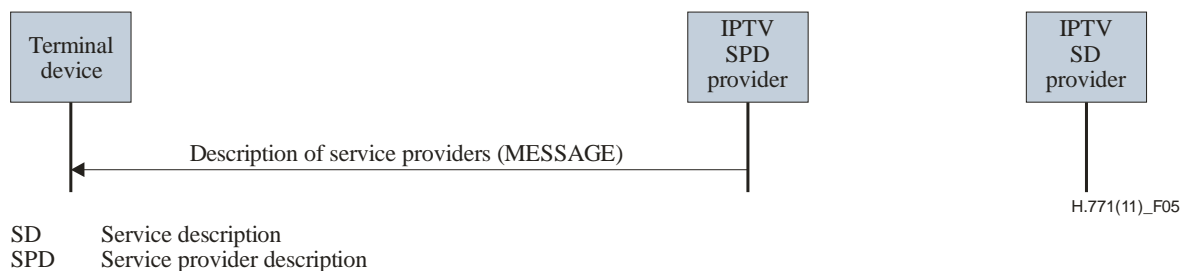 Terminal
device
IPTV
SPD
provider
IPTV
SD
provider
Description of service providers (MESSAGE)
H.771(11)_F05
SD Service description
SPD Service provider description